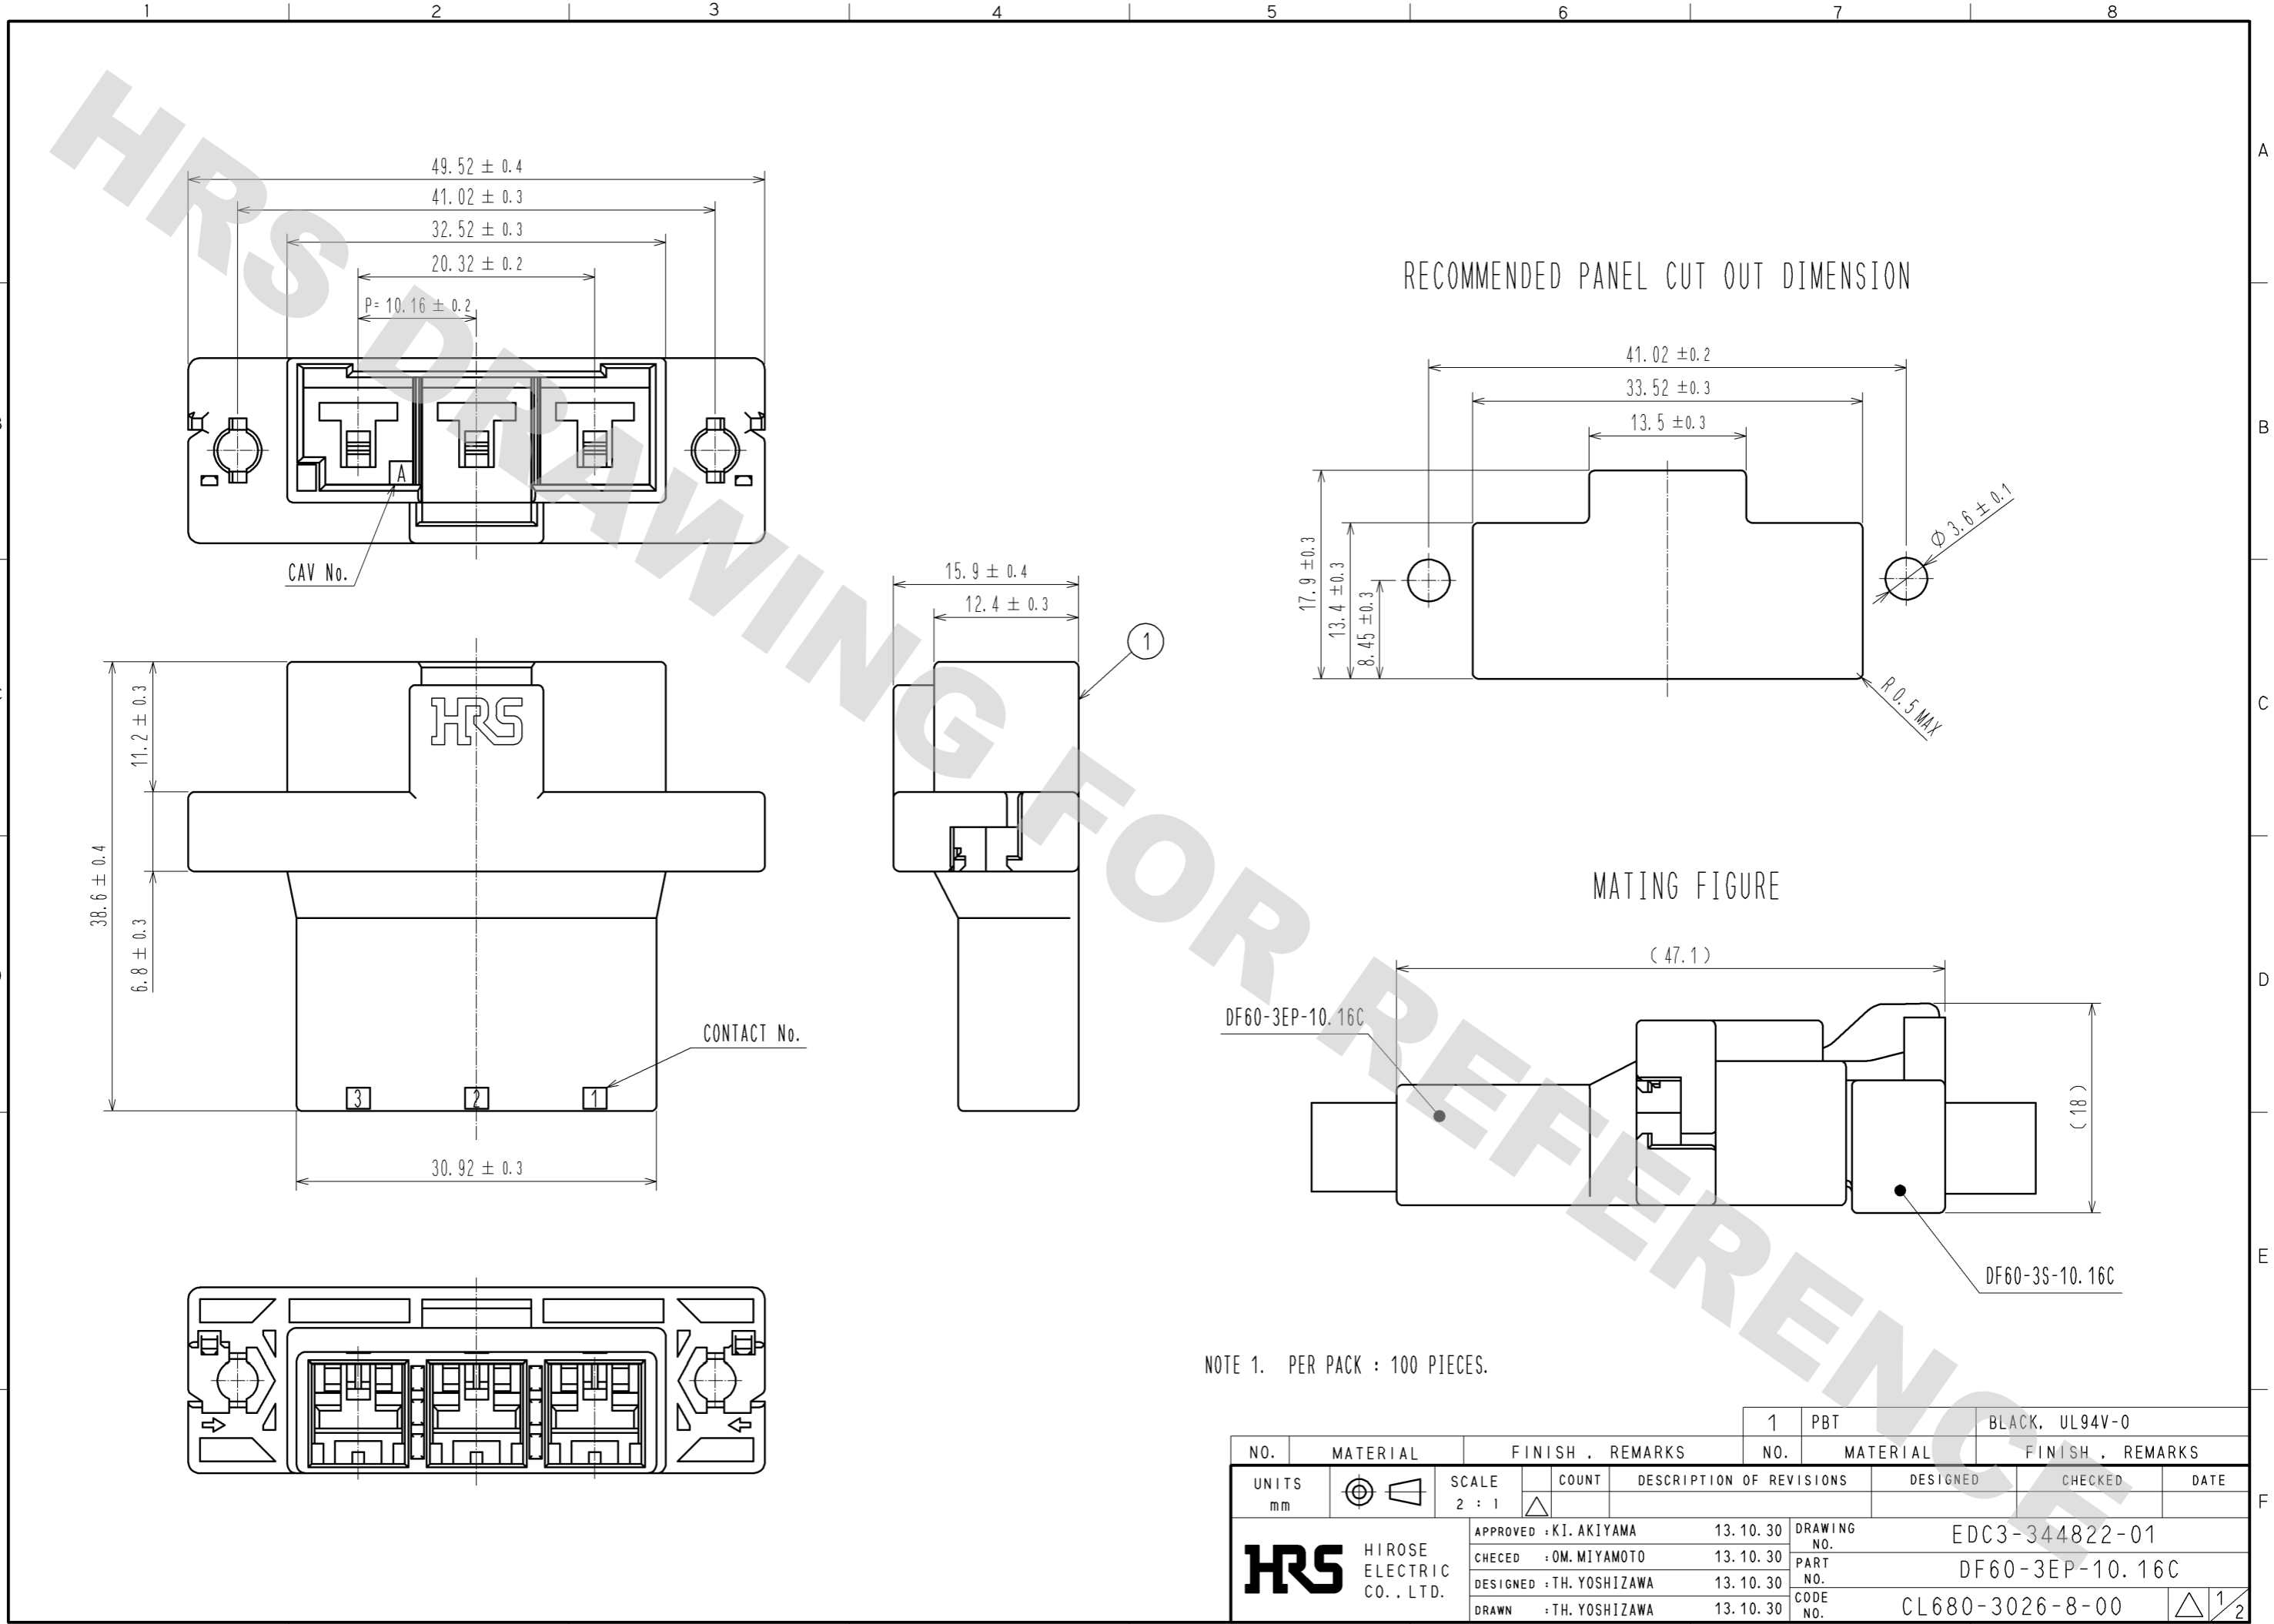 1 2 3 4 5 6 7 8
A
B
C
D
E
F
HRS DRAWING FOR REFERENCE
49.52 ± 0.4
41.02 ± 0.3
32.52 ± 0.3
20.32 ± 0.2
P= 10.16 ± 0.2
A
CAV No.
15.9 ± 0.4
12.4 ± 0.3
1
38.6 ± 0.4
11.2 ± 0.3
6.8 ± 0.3
HRS
CONTACT No.
3 2 1
30.92 ± 0.3
RECOMMENDED PANEL CUT OUT DIMENSION
41.02 ±0.2
33.52 ±0.3
13.5 ±0.3
17.9 ±0.3
13.4 ±0.3
8.45 ±0.3
Ø 3.6 ± 0.1
R 0.5 MAX
MATING FIGURE
( 47.1 )
DF60-3EP-10.16C
( 18 )
DF60-3S-10.16C
NOTE 1. PER PACK : 100 PIECES.
1 PBT BLACK, UL94V-0
NO. MATERIAL FINISH , REMARKS NO. MATERIAL FINISH , REMARKS
UNITS mm SCALE 2 : 1 COUNT DESCRIPTION OF REVISIONS DESIGNED CHECKED DATE
HRS HIROSE ELECTRIC CO., LTD.
APPROVED : KI. AKIYAMA 13.10.30
CHECED : OM. MIYAMOTO 13.10.30
DESIGNED : TH. YOSHIZAWA 13.10.30
DRAWN : TH. YOSHIZAWA 13.10.30
DRAWING NO. EDC3-344822-01
PART NO. DF60-3EP-10.16C
CODE NO. CL680-3026-8-00 1/2